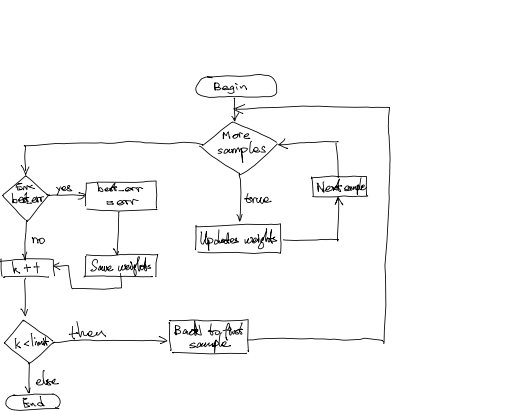 Begin
More
samples
Err<
best_err
yes
best_err
= err
true
Next sample
Updates weights
no
k++
Save weights
k<limit
then
Back to first
sample
else
End